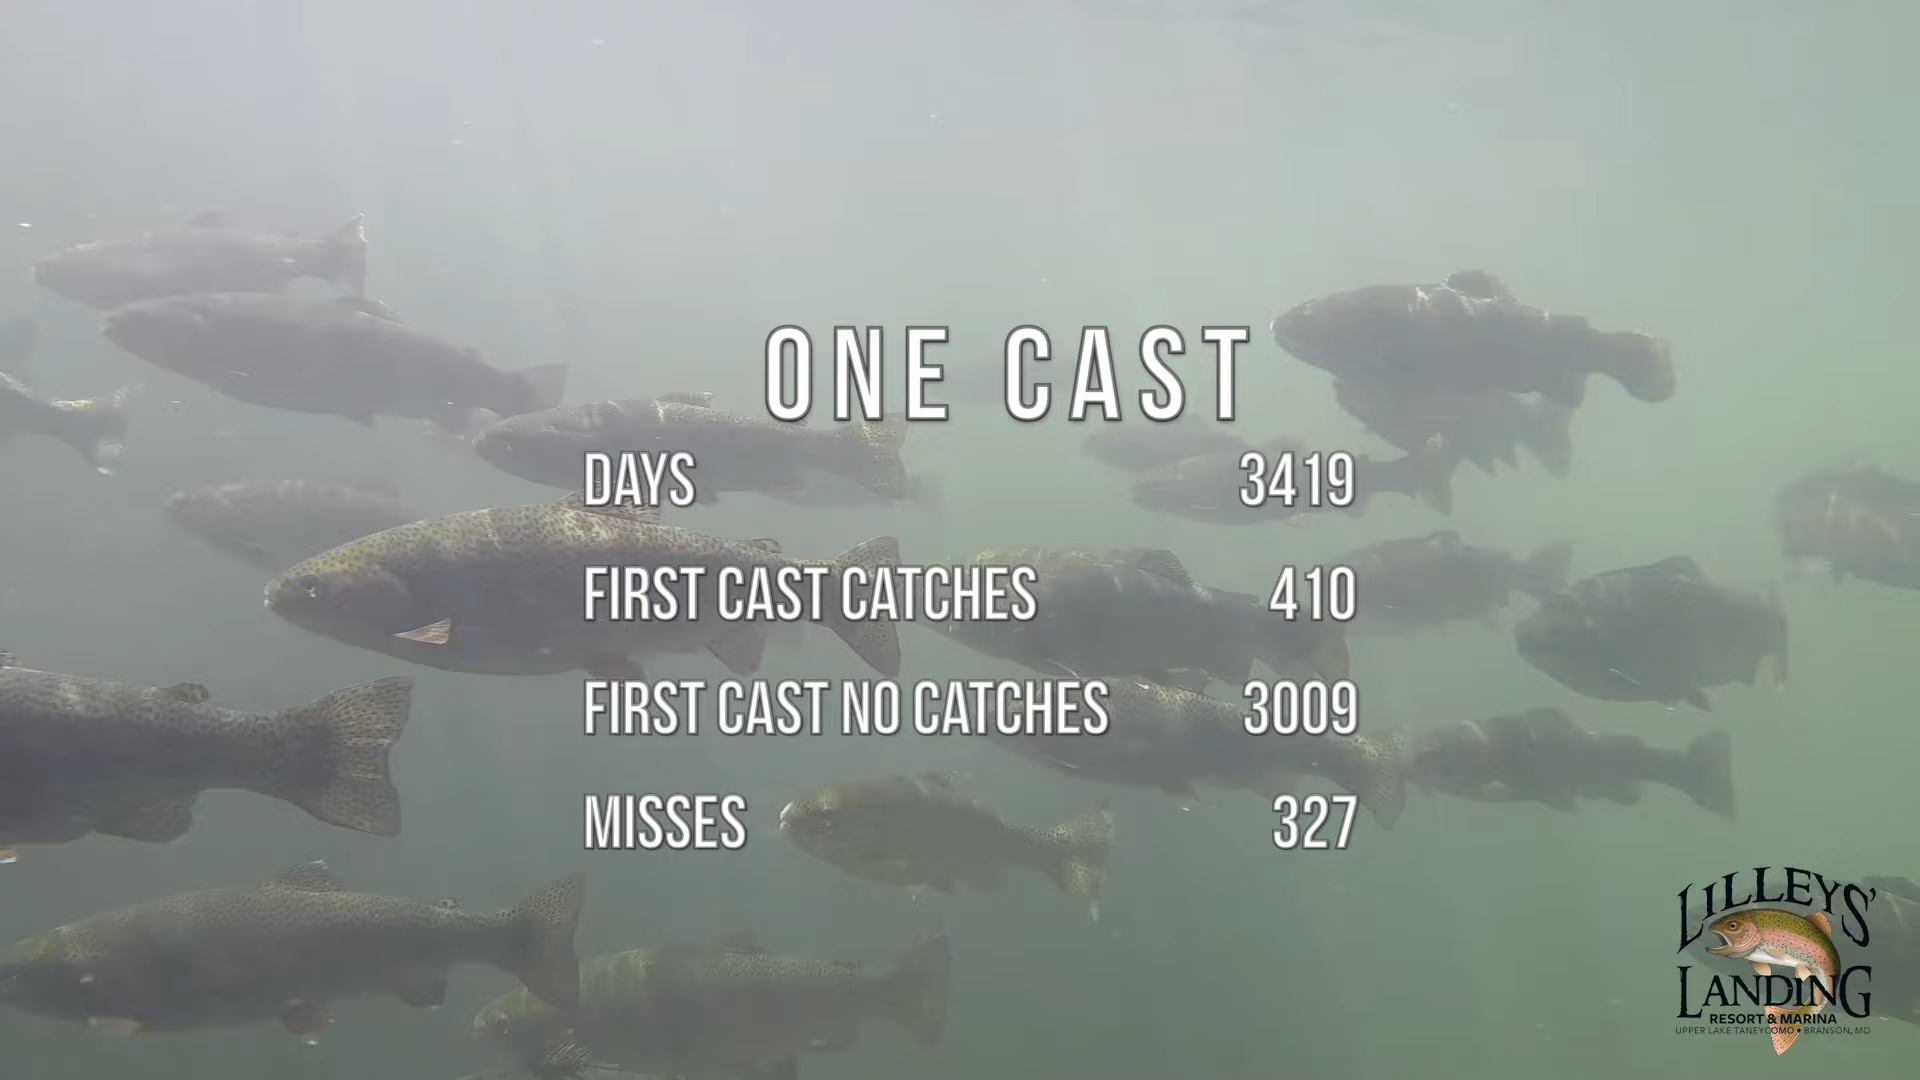 ONE CAST
DAYS 3419
FIRST CAST CATCHES 410
FIRST CAST NO CATCHES 3009
MISSES 327
LILLEYS'
LANDING
RESORT & MARINA
UPPER LAKE TANEYCOMO • BRANSON, MO